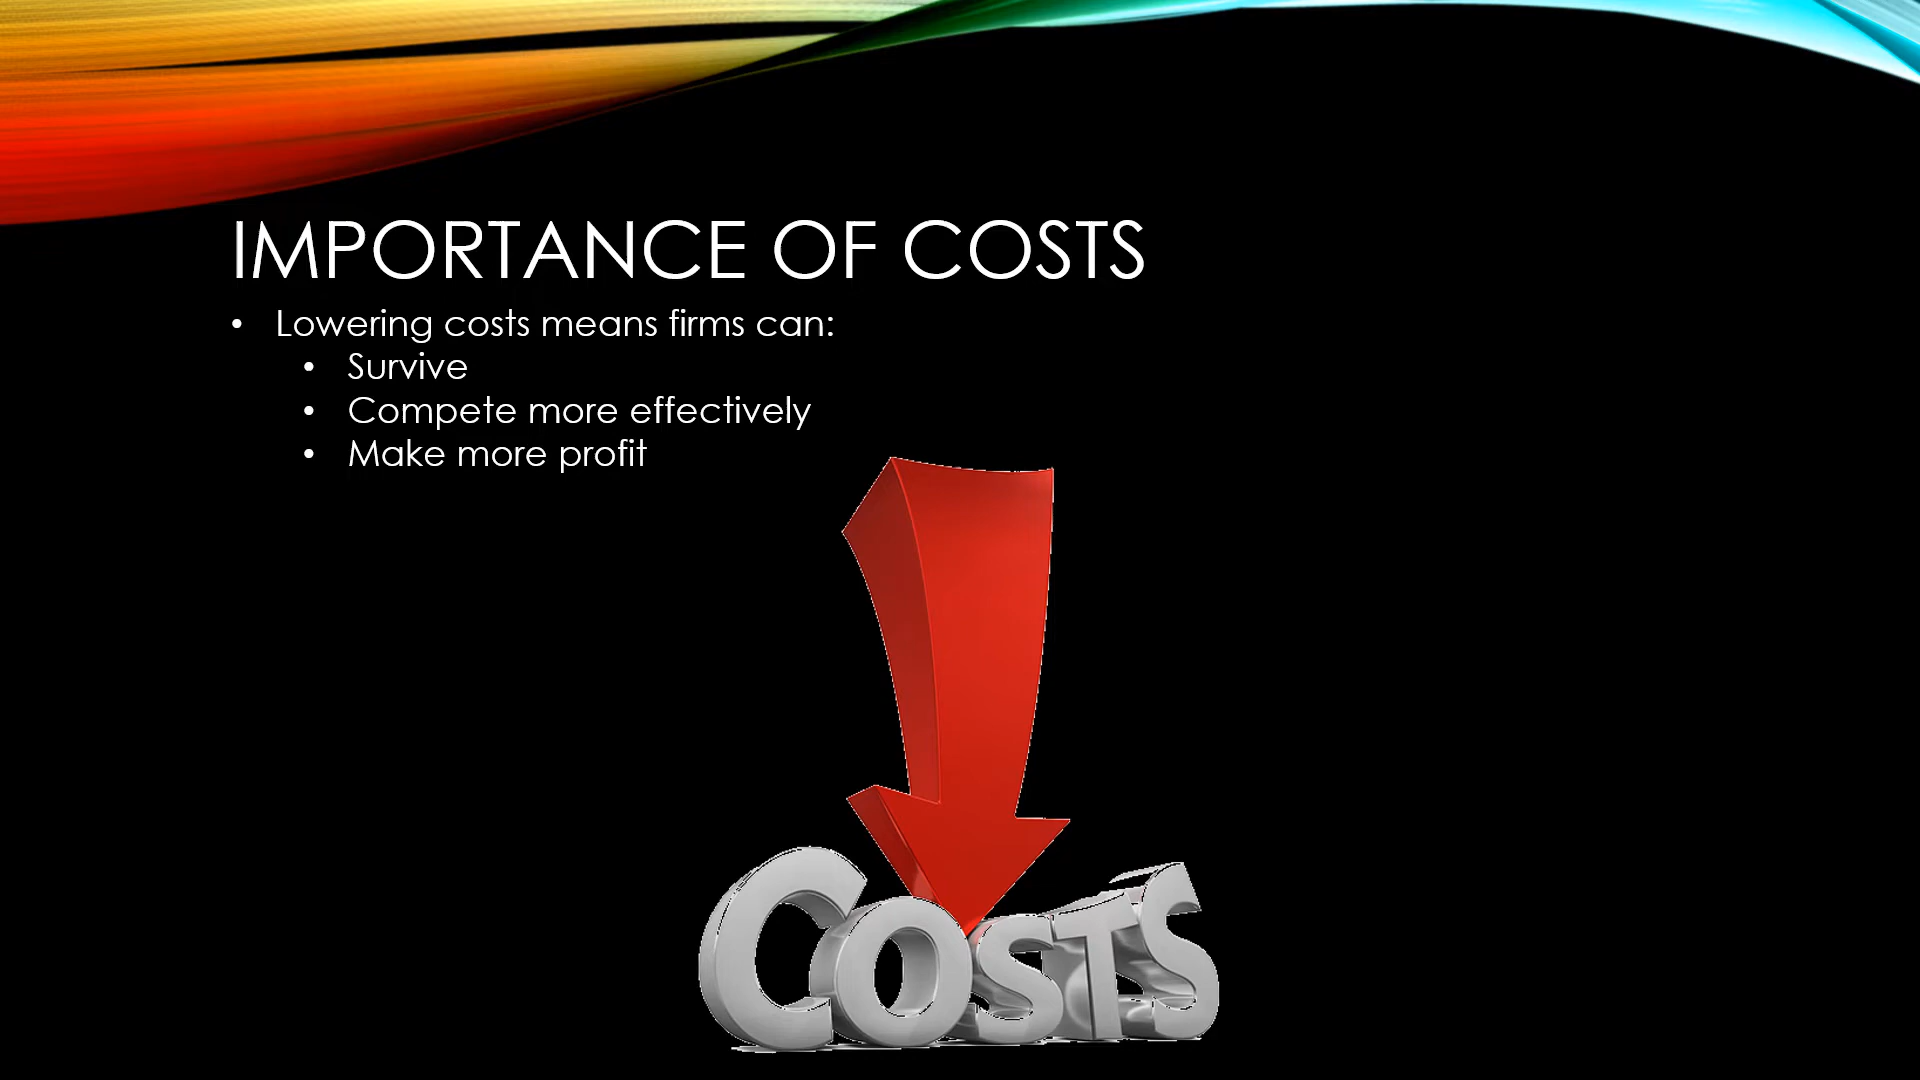 IMPORTANCE OF COSTS
• Lowering costs means firms can:
• Survive
• Compete more effectively
• Make more profit
COSTS